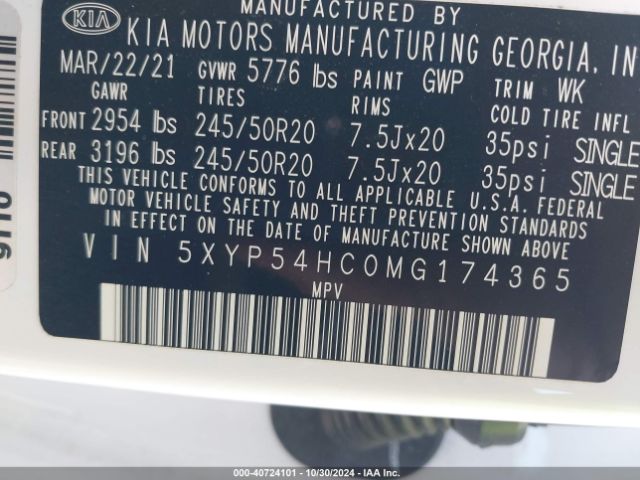 MANUFACTURED BY
KIA KIA MOTORS MANUFACTURING GEORGIA, IN
MAR/22/21 GVWR 5776 lbs PAINT GWP TRIM WK
GAWR TIRES RIMS COLD TIRE INFL
FRONT 2954 lbs 245/50R20 7.5Jx20 35psi SINGLE
REAR 3196 lbs 245/50R20 7.5Jx20 35psi SINGLE
THIS VEHICLE CONFORMS TO ALL APPLICABLE U.S.A. FEDERAL
MOTOR VEHICLE SAFETY AND THEFT PREVENTION STANDARDS
IN EFFECT ON THE DATE OF MANUFACTURE SHOWN ABOVE.
VIN 5XYP54HC0MG174365
MPV
000-40724101 - 10/30/2024 - IAA Inc.